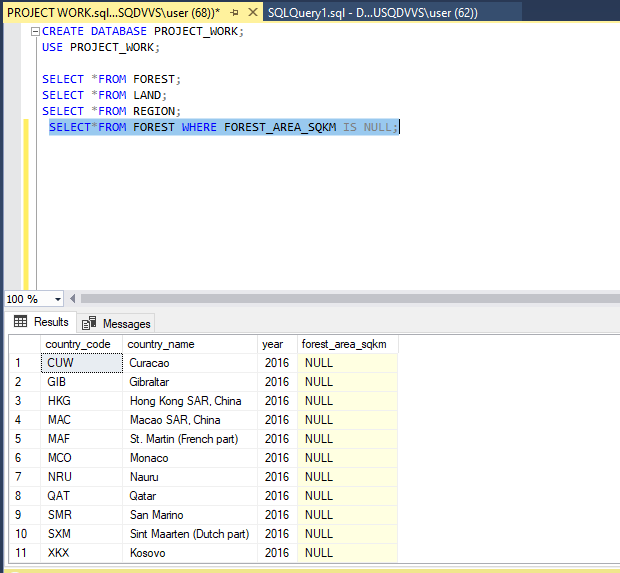 PROJECT WORK.sql...SQDVVS\user (68))* SQLQuery1.sql - D...USQDVVS\user (62))
CREATE DATABASE PROJECT_WORK;
USE PROJECT_WORK;
SELECT *FROM FOREST;
SELECT *FROM LAND;
SELECT *FROM REGION;
SELECT*FROM FOREST WHERE FOREST_AREA_SQKM IS NULL;
100 %
Results Messages
country_code country_name year forest_area_sqkm
1 CUW Curacao 2016 NULL
2 GIB Gibraltar 2016 NULL
3 HKG Hong Kong SAR, China 2016 NULL
4 MAC Macao SAR, China 2016 NULL
5 MAF St. Martin (French part) 2016 NULL
6 MCO Monaco 2016 NULL
7 NRU Nauru 2016 NULL
8 QAT Qatar 2016 NULL
9 SMR San Marino 2016 NULL
10 SXM Sint Maarten (Dutch part) 2016 NULL
11 XKX Kosovo 2016 NULL